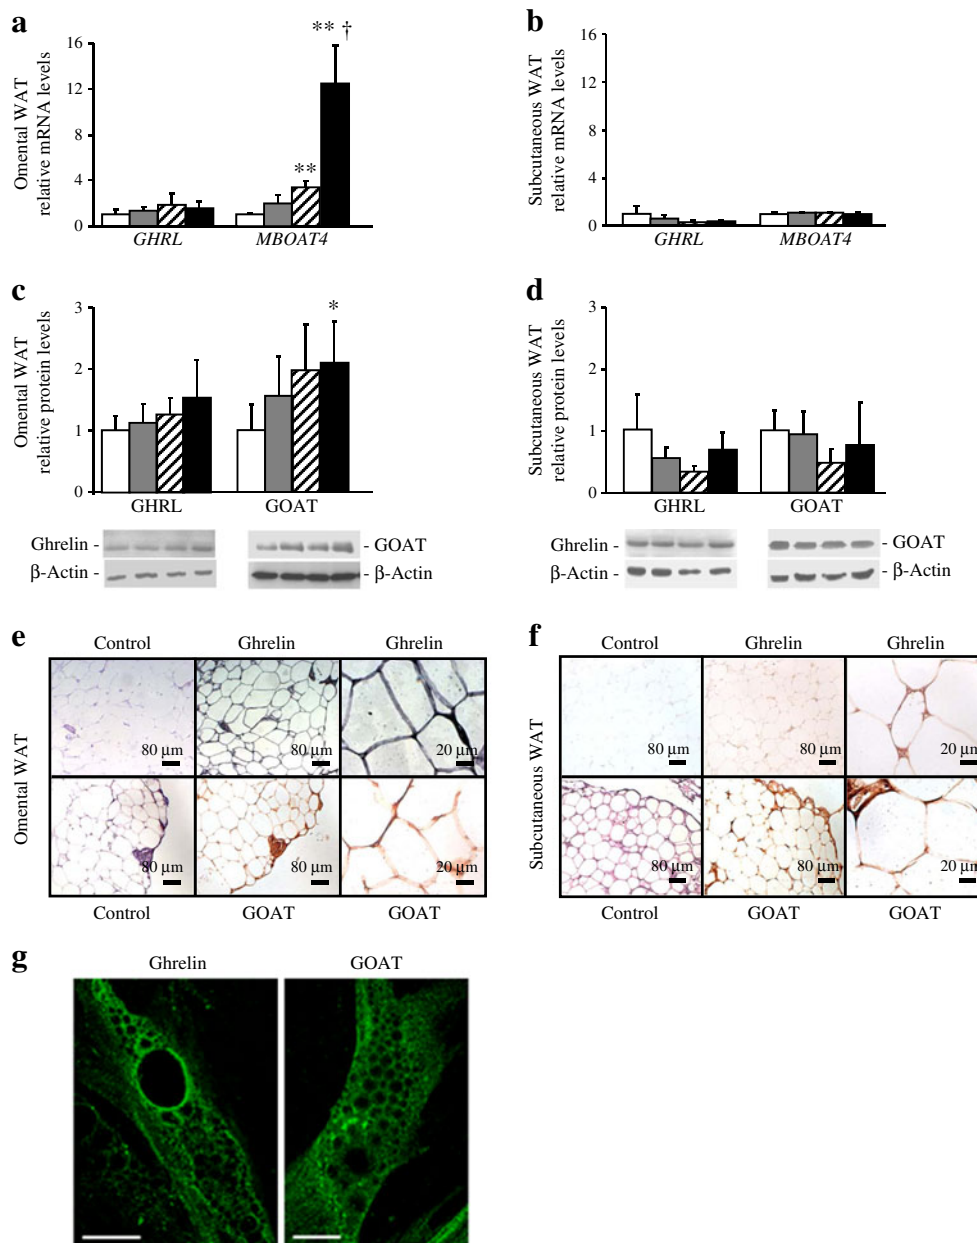 a
** †
Omental WAT
relative mRNA levels
16
12
8
4
0
**
GHRL
MBOAT4
b
Subcutaneous WAT
relative mRNA levels
16
12
8
4
0
GHRL
MBOAT4
c
Omental WAT
relative protein levels
3
2
1
0
*
GHRL
GOAT
Ghrelin -
- GOAT
β-Actin -
- β-Actin
d
Subcutaneous WAT
relative protein levels
3
2
1
0
GHRL
GOAT
Ghrelin -
- GOAT
β-Actin -
- β-Actin
e
Control
Ghrelin
Ghrelin
Omental WAT
80 μm
80 μm
20 μm
80 μm
80 μm
20 μm
Control
GOAT
GOAT
f
Control
Ghrelin
Ghrelin
Subcutaneous WAT
80 μm
80 μm
20 μm
80 μm
80 μm
20 μm
Control
GOAT
GOAT
g
Ghrelin
GOAT